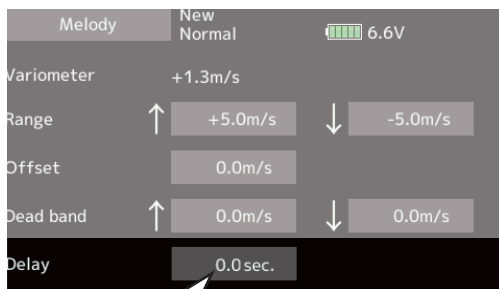 Melody
New
Normal
6.6V
Variometer +1.3m/s
Range ↑ +5.0m/s ↓ -5.0m/s
Offset 0.0m/s
Dead band ↑ 0.0m/s ↓ 0.0m/s
Delay 0.0 sec.